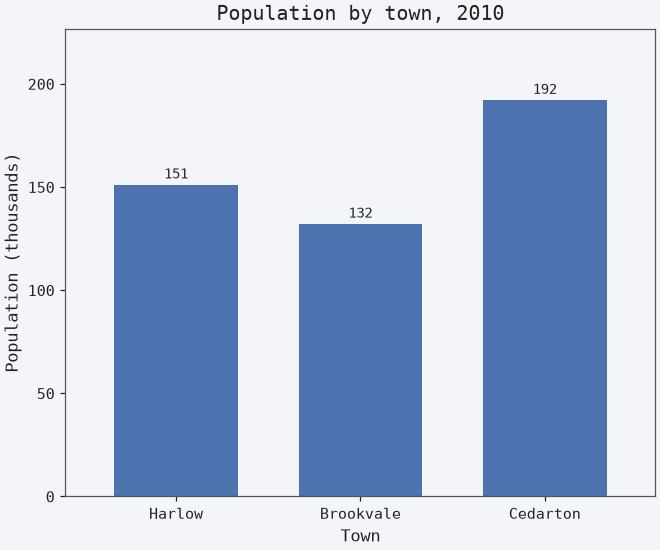 Population by town, 2010
Population (thousands)
200
150
100
50
0
151
132
192
Harlow Brookvale Cedarton
Town